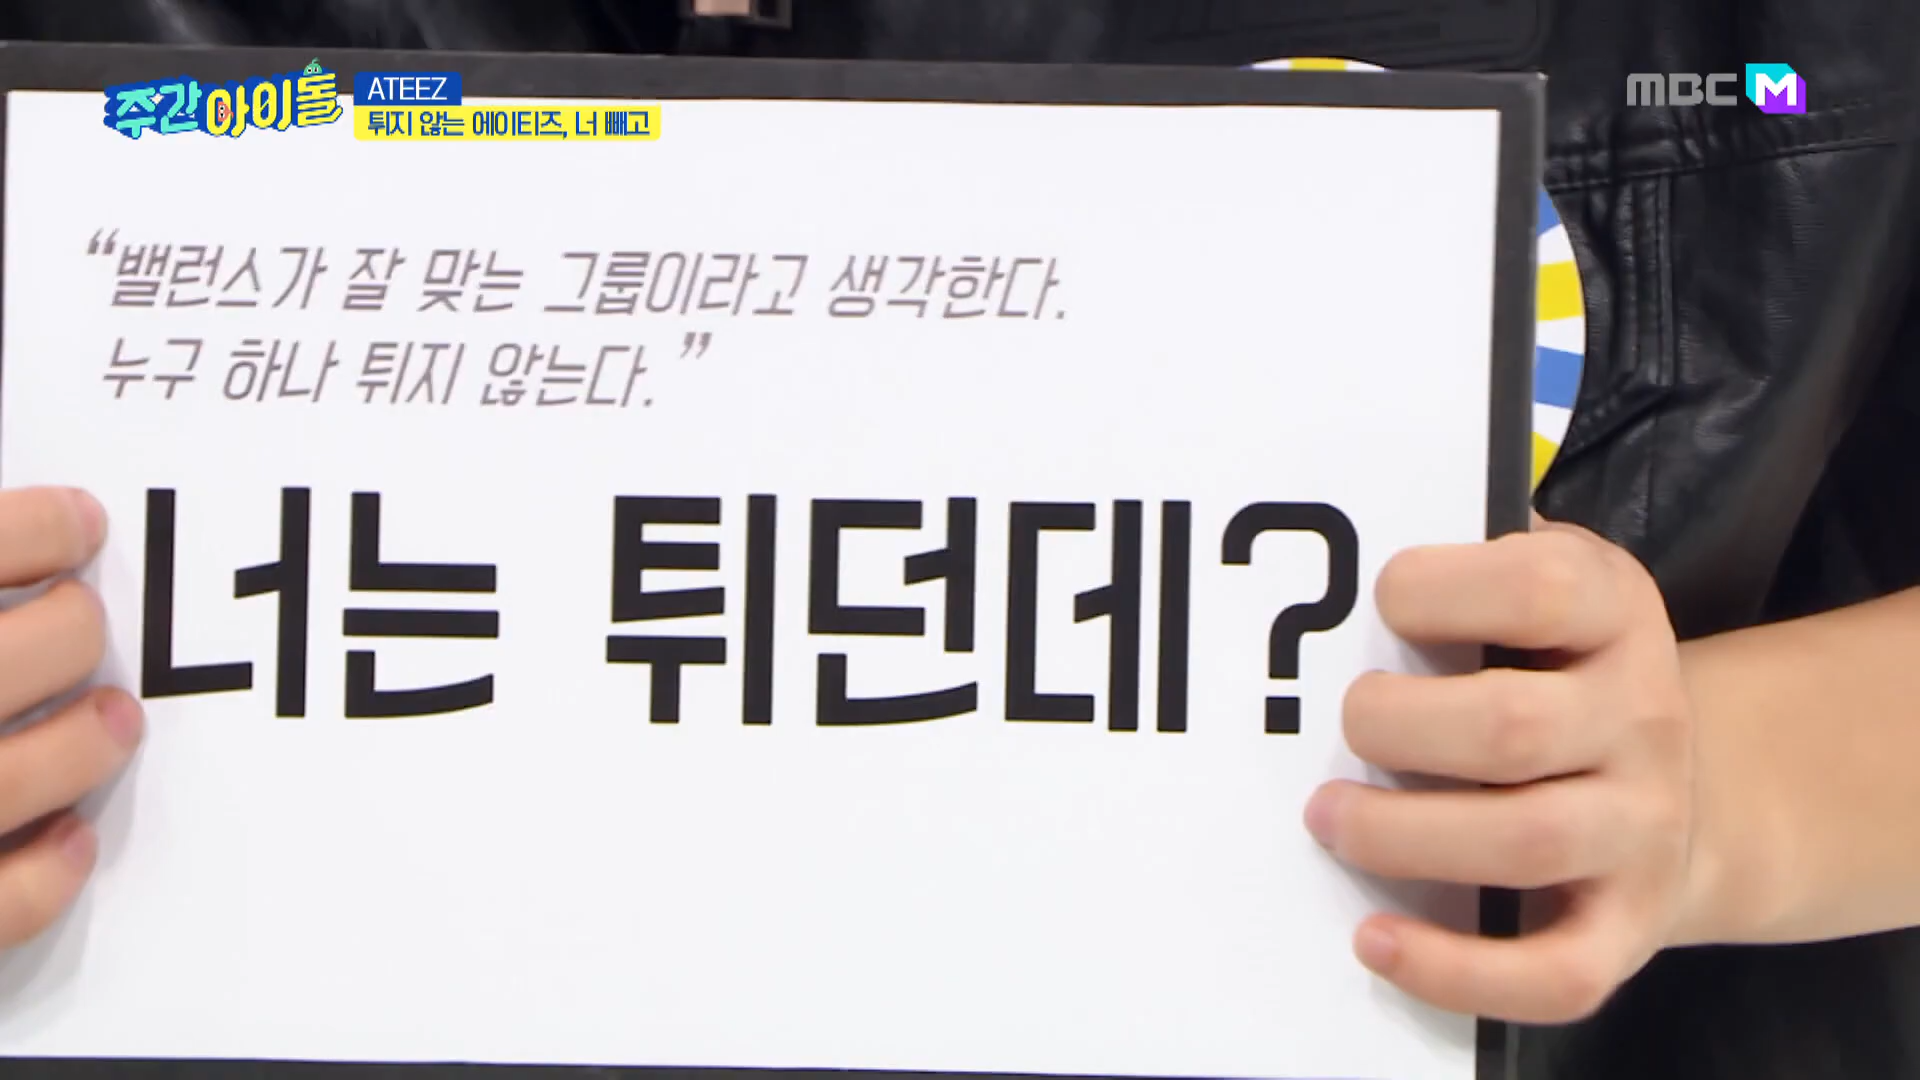 주간아이돌
ATEEZ
튀지 않는 에이티즈, 너 빼고
MBC M
“밸런스가 잘 맞는 그룹이라고 생각한다.
누구 하나 튀지 않는다.”
너는 튀던데?